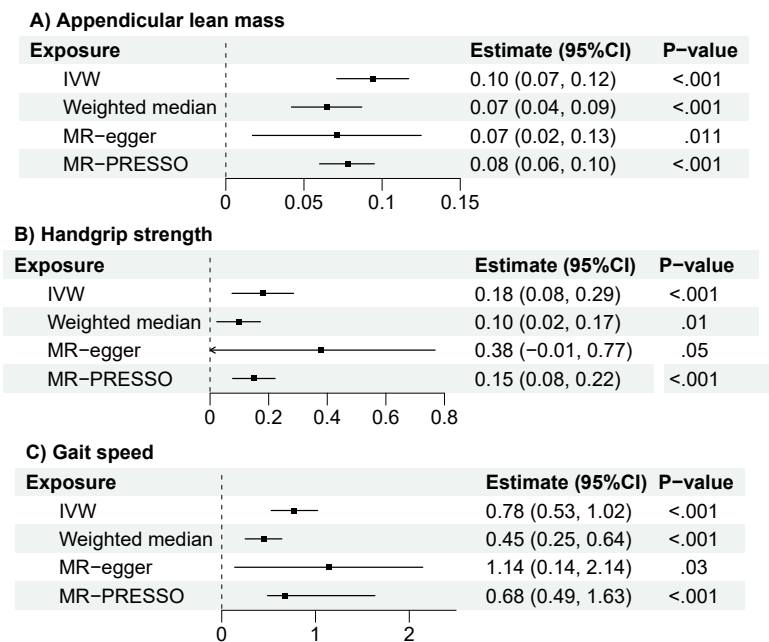 A) Appendicular lean mass
Exposure Estimate (95%CI) P−value
IVW 0.10 (0.07, 0.12) <.001
Weighted median 0.07 (0.04, 0.09) <.001
MR−egger 0.07 (0.02, 0.13) .011
MR−PRESSO 0.08 (0.06, 0.10) <.001
0 0.05 0.1 0.15
B) Handgrip strength
Exposure Estimate (95%CI) P−value
IVW 0.18 (0.08, 0.29) <.001
Weighted median 0.10 (0.02, 0.17) .01
MR−egger 0.38 (−0.01, 0.77) .05
MR−PRESSO 0.15 (0.08, 0.22) <.001
0 0.2 0.4 0.6 0.8
C) Gait speed
Exposure Estimate (95%CI) P−value
IVW 0.78 (0.53, 1.02) <.001
Weighted median 0.45 (0.25, 0.64) <.001
MR−egger 1.14 (0.14, 2.14) .03
MR−PRESSO 0.68 (0.49, 1.63) <.001
0 1 2